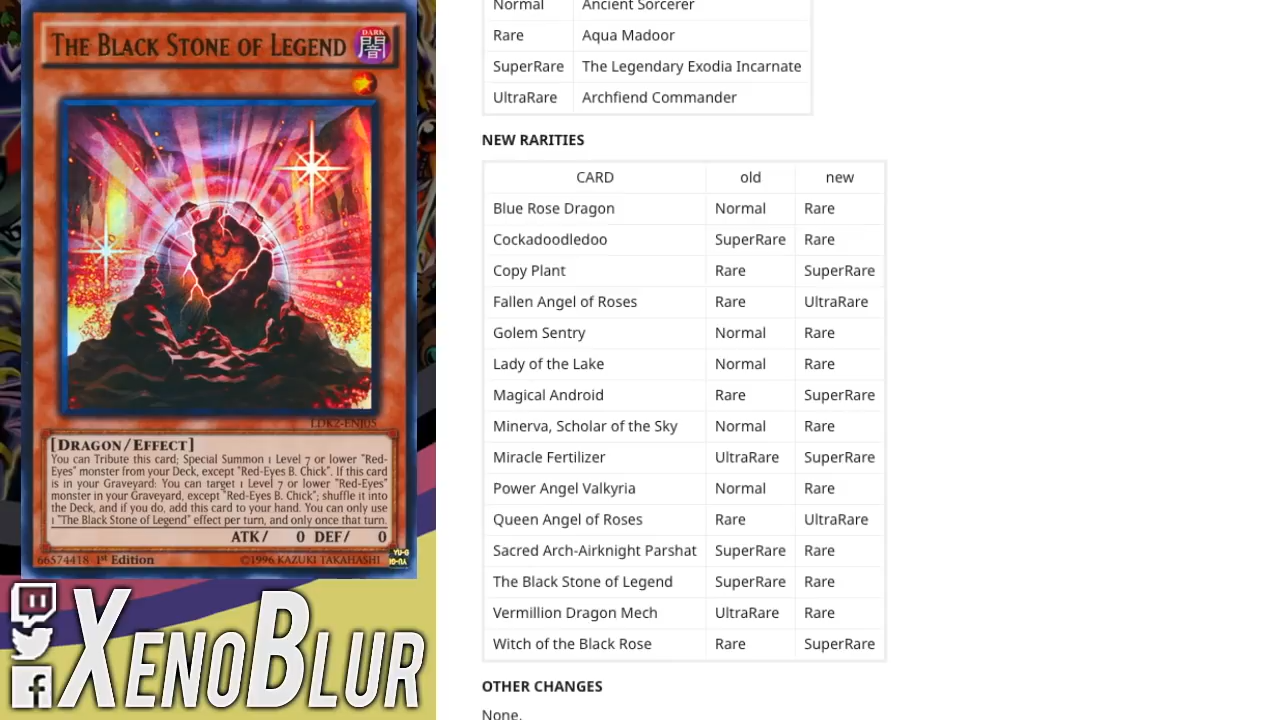 THE BLACK STONE OF LEGEND
DARK
闇
LDK2-ENJ05
[DRAGON/EFFECT]
You can Tribute this card; Special Summon 1 Level 7 or lower "Red-
Eyes" monster from your Deck, except "Red-Eyes B. Chick". If this card
is in your Graveyard: You can target 1 Level 7 or lower "Red-Eyes"
monster in your Graveyard, except "Red-Eyes B. Chick"; shuffle it into
the Deck, and if you do, add this card to your hand. You can only use
1 "The Black Stone of Legend" effect per turn, and only once that turn.
ATK/ 0 DEF/ 0
66574418 1st Edition ©1996 KAZUKI TAKAHASHI
XENOBLUR
Normal Ancient Sorcerer
Rare Aqua Madoor
SuperRare The Legendary Exodia Incarnate
UltraRare Archfiend Commander
NEW RARITIES
CARD old new
Blue Rose Dragon Normal Rare
Cockadoodledoo SuperRare Rare
Copy Plant Rare SuperRare
Fallen Angel of Roses Rare UltraRare
Golem Sentry Normal Rare
Lady of the Lake Normal Rare
Magical Android Rare SuperRare
Minerva, Scholar of the Sky Normal Rare
Miracle Fertilizer UltraRare SuperRare
Power Angel Valkyria Normal Rare
Queen Angel of Roses Rare UltraRare
Sacred Arch-Airknight Parshat SuperRare Rare
The Black Stone of Legend SuperRare Rare
Vermillion Dragon Mech UltraRare Rare
Witch of the Black Rose Rare SuperRare
OTHER CHANGES
None.